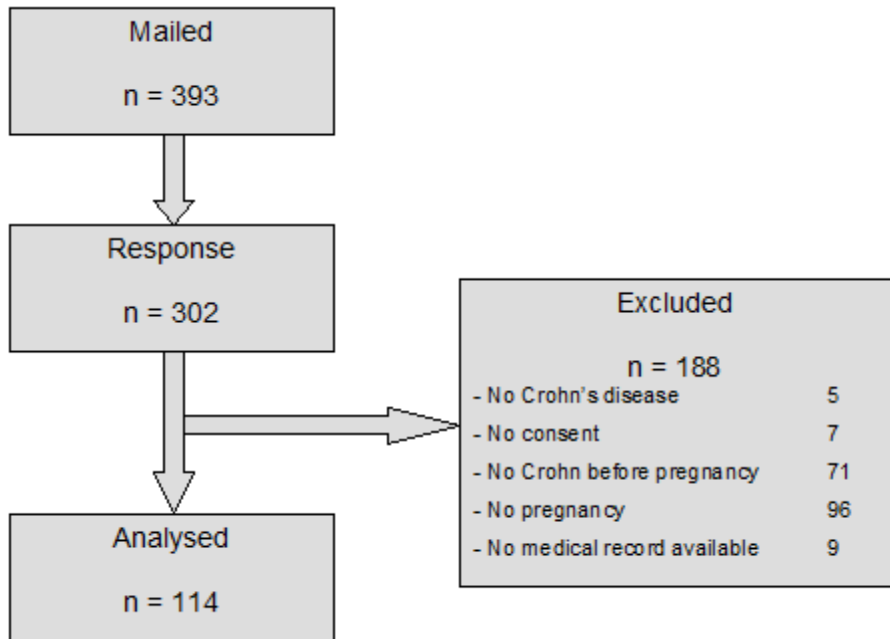 Mailed
n = 393
Response
n = 302
Excluded
n = 188
- No Crohn's disease 5
- No consent 7
- No Crohn before pregnancy 71
- No pregnancy 96
- No medical record available 9
Analysed
n = 114